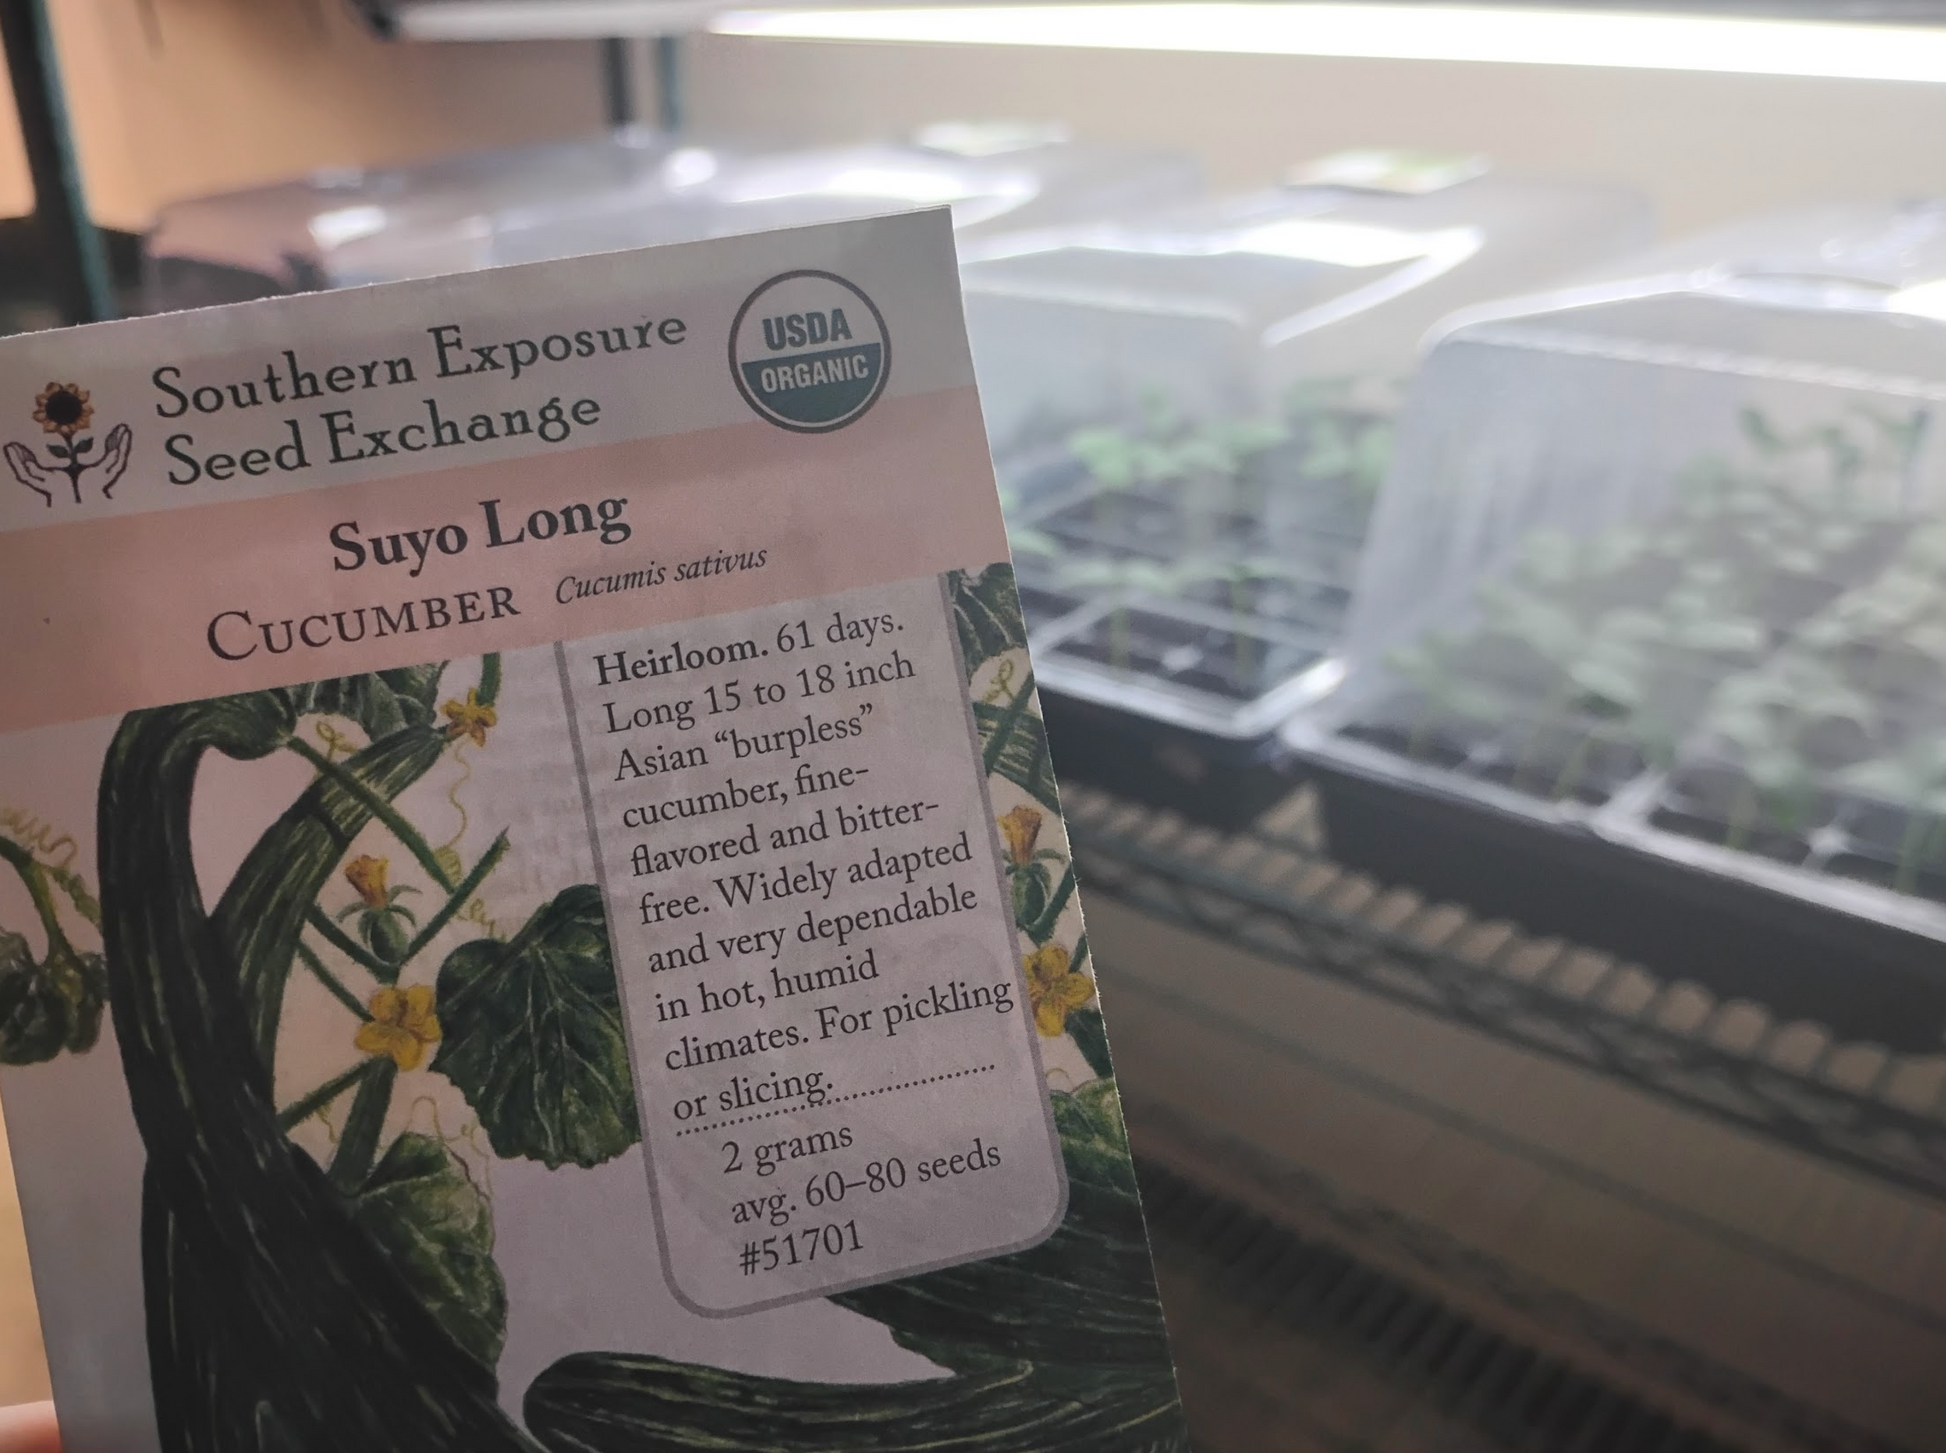 Southern Exposure
Seed Exchange
USDA
ORGANIC
Suyo Long
CUCUMBER Cucumis sativus
Heirloom. 61 days.
Long 15 to 18 inch
Asian “burpless”
cucumber, fine-
flavored and bitter-
free. Widely adapted
and very dependable
in hot, humid
climates. For pickling
or slicing.
2 grams
avg. 60–80 seeds
#51701